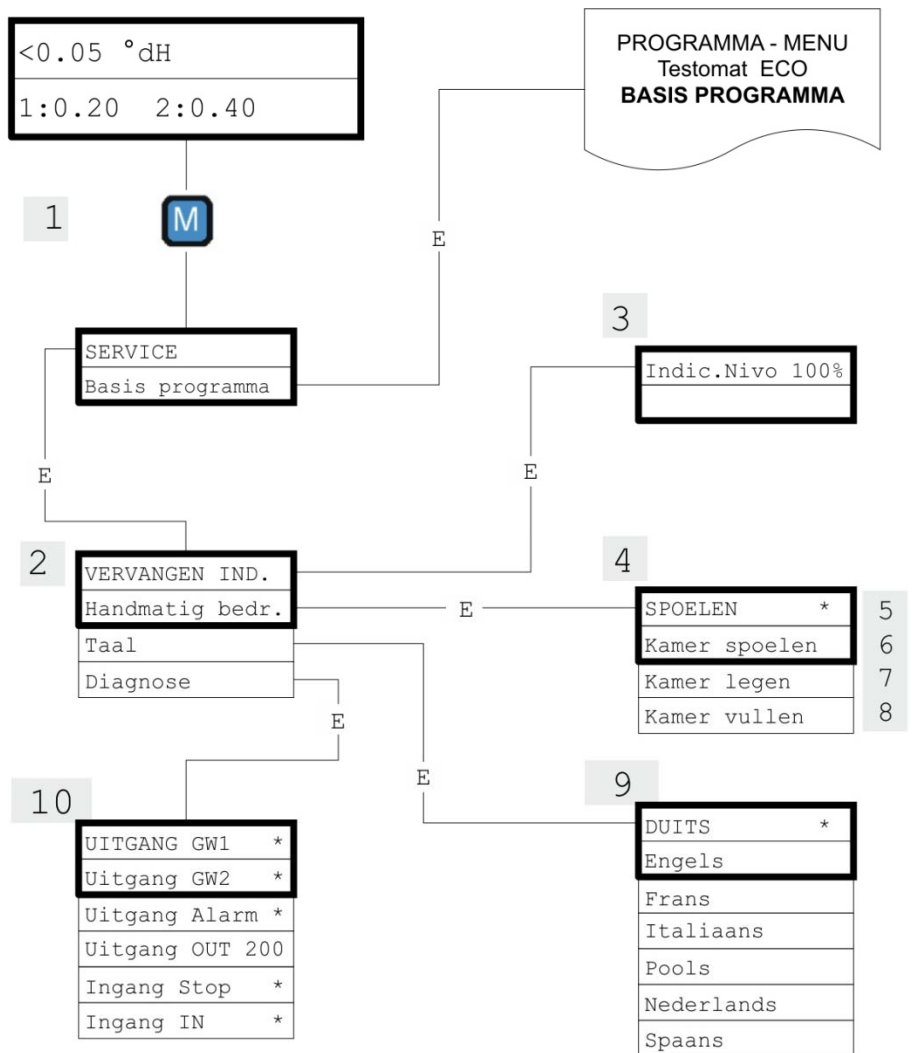 <0.05 °dH
1:0.20 2:0.40
PROGRAMMA - MENU
Testomat ECO
BASIS PROGRAMMA
1
M
E
SERVICE
Basis programma
3
Indic.Nivo 100%
E
E
2
VERVANGEN IND.
Handmatig bedr.
Taal
Diagnose
E
4
SPOELEN *
Kamer spoelen
Kamer legen
Kamer vullen
5
6
7
8
E
E
10
UITGANG GW1 *
Uitgang GW2 *
Uitgang Alarm *
Uitgang OUT 200
Ingang Stop *
Ingang IN *
9
DUITS *
Engels
Frans
Italiaans
Pools
Nederlands
Spaans